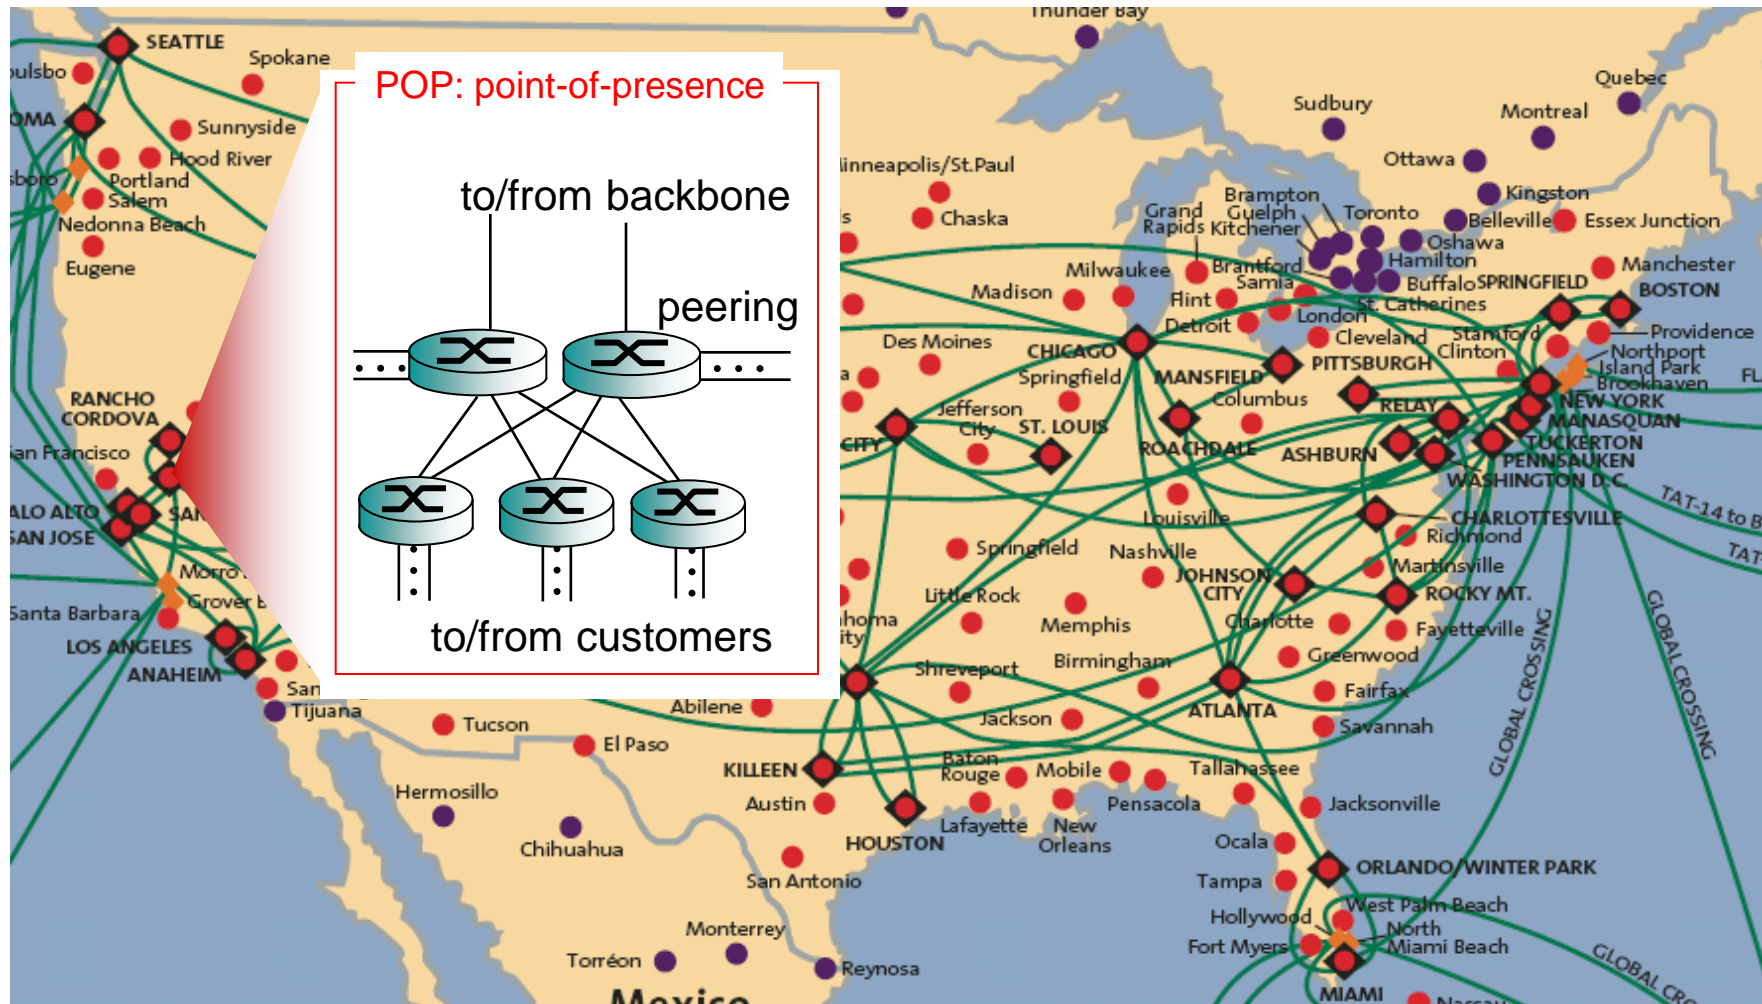 Thunder Bay
SEATTLE
Spokane
POP: point-of-presence
Quebec
Sudbury
Montreal
Sunnyside
Hood River
Portland
Salem
Nedonna Beach
Eugene
to/from backbone
Ottawa
Kingston
Brampton
Guelph
Kitchener
Toronto
Belleville
Essex Junction
Oshawa
Hamilton
Grand
Rapids
Chaska
Milwaukee
Brantford
Buffalo
SPRINGFIELD
Manchester
BOSTON
Madison
Flint
St. Catherines
London
peering
Detroit
Cleveland
Stamford
Clinton
Providence
Northport
Island Park
Brookhaven
Des Moines
CHICAGO
Springfield
MANSFIELD
PITTSBURGH
Columbus
RELAY
NEW YORK
MANASQUAN
TUCKERTON
PENNSAUKEN
WASHINGTON D.C.
RANCHO
CORDOVA
Jefferson
City
ST. LOUIS
CITY
ROACHDALE
ASHBURN
CHARLOTTESVILLE
Richmond
Louisville
Springfield
Nashville
JOHNSON
CITY
Martinsville
ROCKY MT.
SAN JOSE
Santa Barbara
LOS ANGELES
ANAHEIM
to/from customers
Little Rock
Memphis
Charlotte
Fayetteville
Greenwood
Shreveport
Birmingham
Fairfax
Savannah
ATLANTA
Jackson
Abilene
Tijuana
Tucson
El Paso
KILLEEN
Austin
Baton
Rouge
Mobile
Tallahassee
Pensacola
Jacksonville
Hermosillo
Chihuahua
HOUSTON
Lafayette
New
Orleans
Ocala
ORLANDO/WINTER PARK
San Antonio
Tampa
West Palm Beach
Hollywood
North
Miami Beach
Fort Myers
MIAMI
Monterrey
Torréon
Reynosa
Mexico
GLOBAL CROSSING
GLOBAL CROSSING
TAT-14 to
GLOBAL